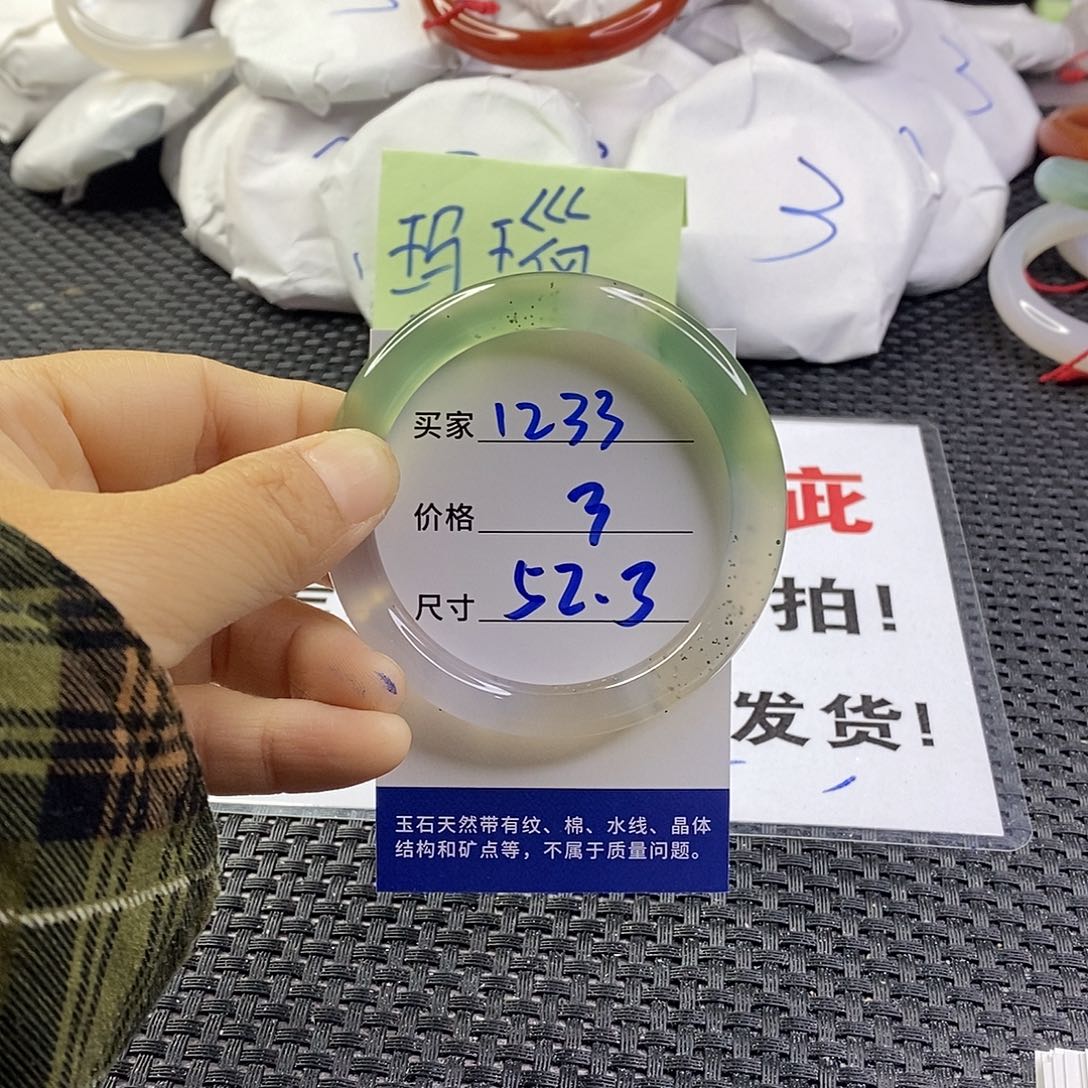 3
3
玛瑙
买家 1233
价格 3
尺寸 52.3
此
拍!
发货!
玉石天然带有纹、棉、水线、晶体
结构和矿点等，不属于质量问题。